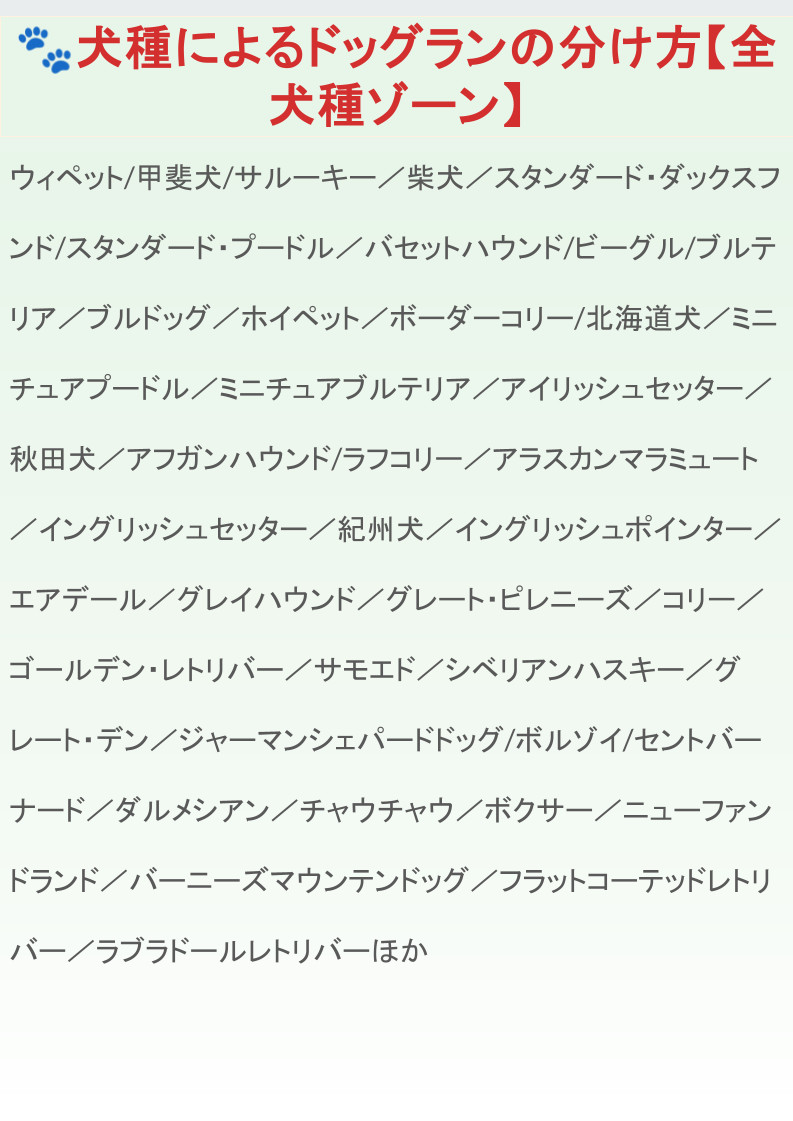 🐾犬種によるドッグランの分け方【全
犬種ゾーン】
ウィペット/甲斐犬/サルーキー／柴犬／スタンダード・ダックスフ
ンド/スタンダード・プードル／バセットハウンド/ビーグル/ブルテ
リア／ブルドッグ／ホイペット／ボーダーコリー/北海道犬／ミニ
チュアプードル／ミニチュアブルテリア／アイリッシュセッター／
秋田犬／アフガンハウンド/ラフコリー／アラスカンマラミュート
／イングリッシュセッター／紀州犬／イングリッシュポインター／
エアデール／グレイハウンド／グレート・ピレニーズ／コリー／
ゴールデン・レトリバー／サモエド／シベリアンハスキー／グ
レート・デン／ジャーマンシェパードドッグ/ボルゾイ/セントバー
ナード／ダルメシアン／チャウチャウ／ボクサー／ニューファン
ドランド／バーニーズマウンテンドッグ／フラットコーテッドレトリ
バー／ラブラドールレトリバーほか